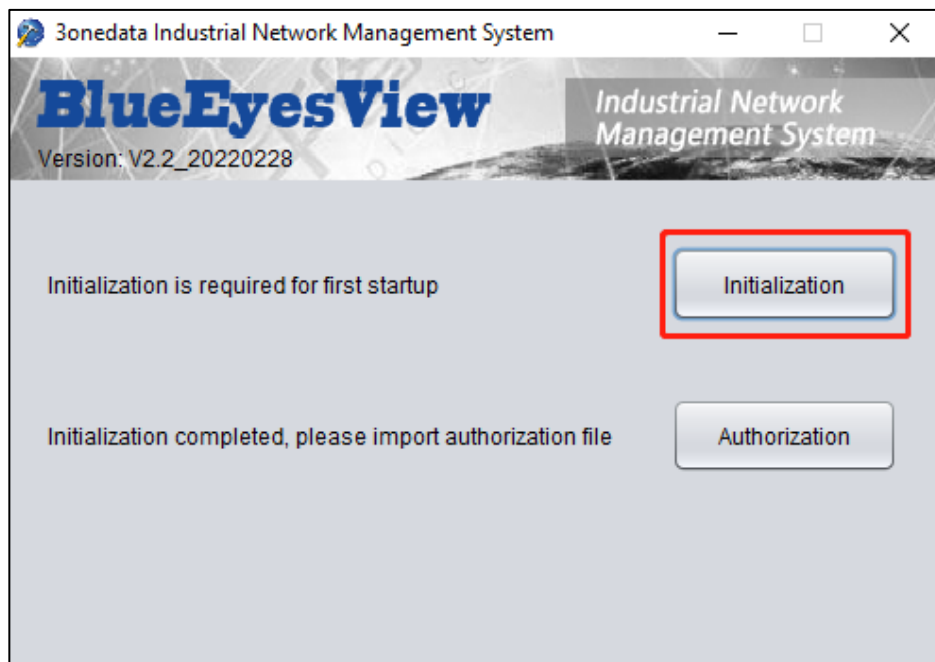 3onedata Industrial Network Management System
BlueEyesView
Industrial Network
Management System
Version: V2.2_20220228
Initialization is required for first startup
Initialization
Initialization completed, please import authorization file
Authorization